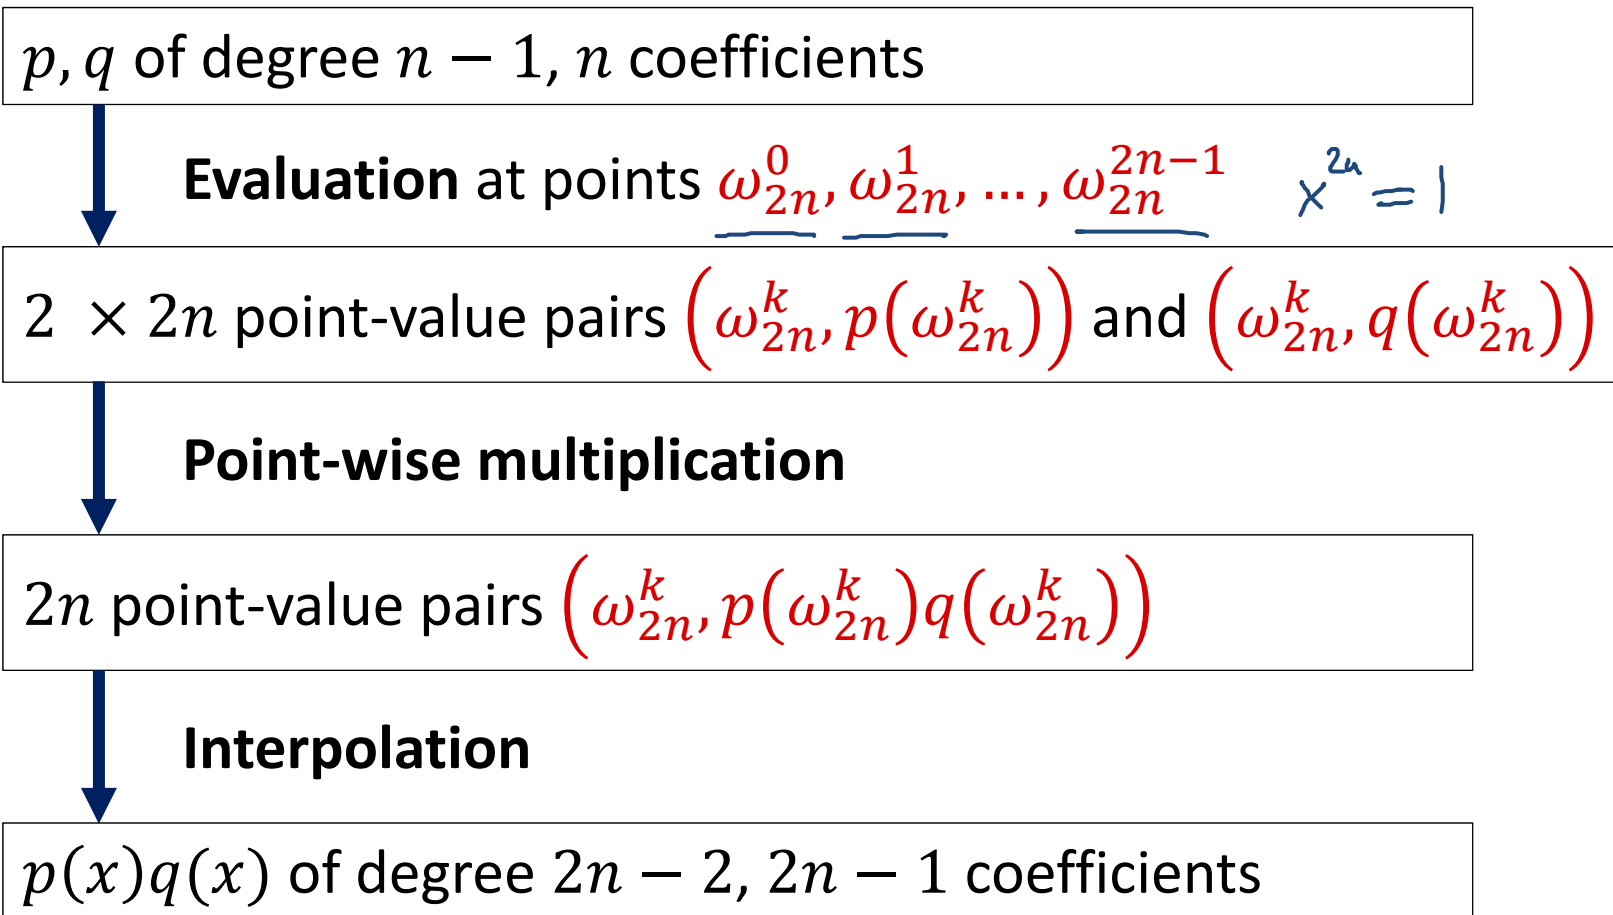 p, q of degree n − 1, n coefficients
Evaluation at points ω_{2n}^0, ω_{2n}^1, …, ω_{2n}^{2n−1} x^{2n} = 1
2 × 2n point-value pairs (ω_{2n}^k, p(ω_{2n}^k)) and (ω_{2n}^k, q(ω_{2n}^k))
Point-wise multiplication
2n point-value pairs (ω_{2n}^k, p(ω_{2n}^k)q(ω_{2n}^k))
Interpolation
p(x)q(x) of degree 2n − 2, 2n − 1 coefficients